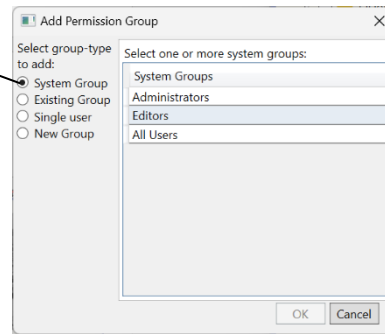 Add Permission Group
Select group-type
to add:
System Group
Existing Group
Single user
New Group
Select one or more system groups:
System Groups
Administrators
Editors
All Users
OK
Cancel